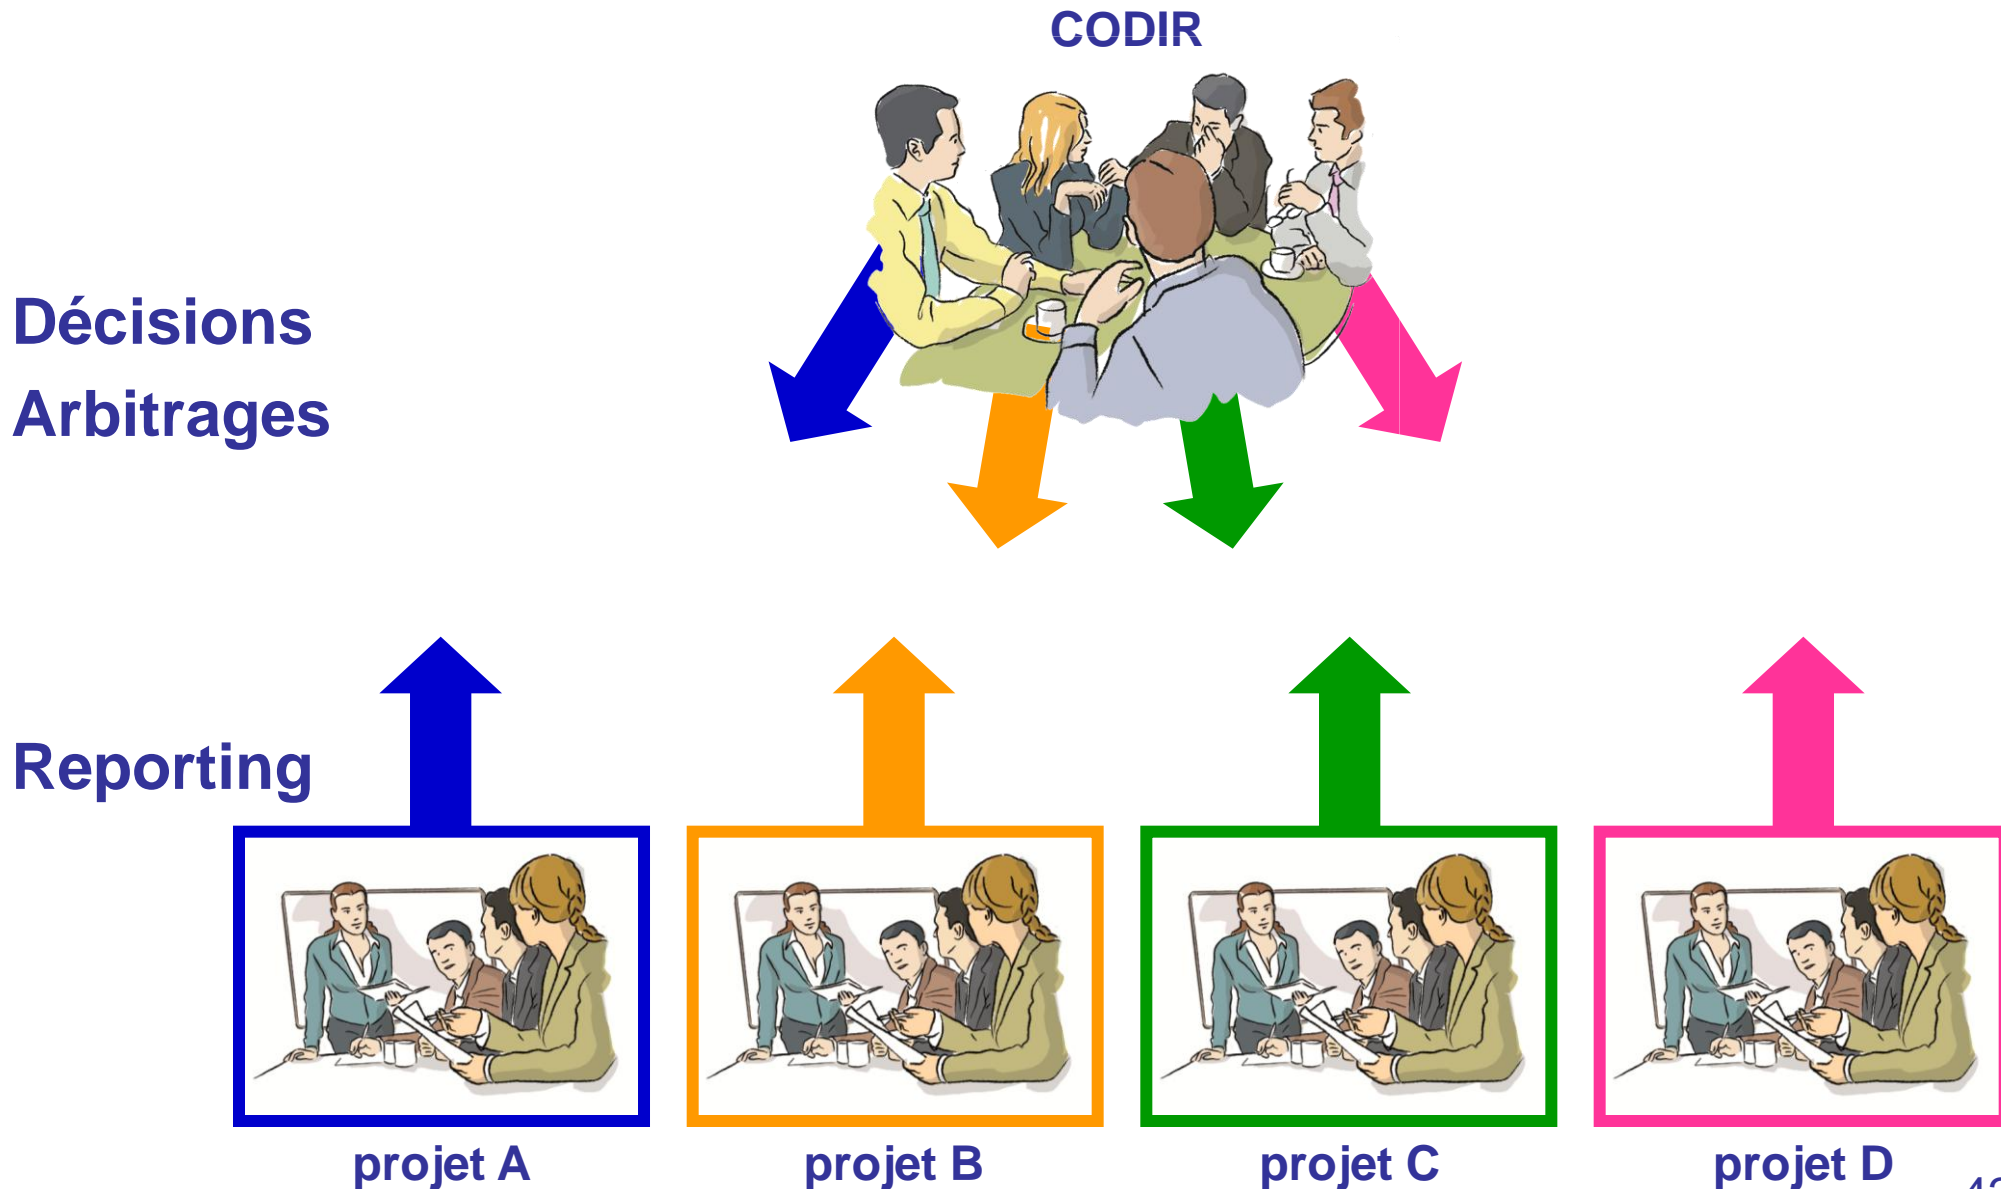 CODIR
Décisions
Arbitrages
Reporting
projet A
projet B
projet C
projet D